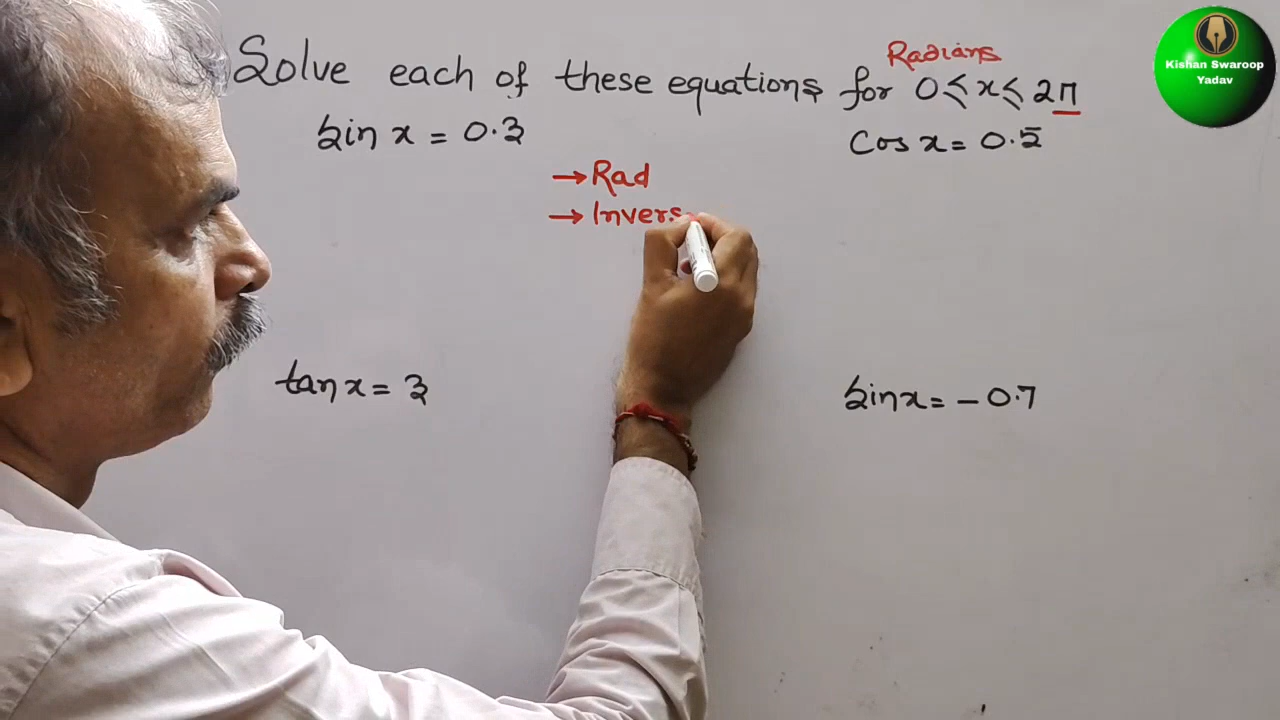 Radians
Solve each of these equations for 0 ≤ x ≤ 2π
Sin x = 0.3
Cos x = 0.5
→ Rad
→ Invers
tan x = 3
Sin x = - 0.7
Kishan Swaroop
Yadav